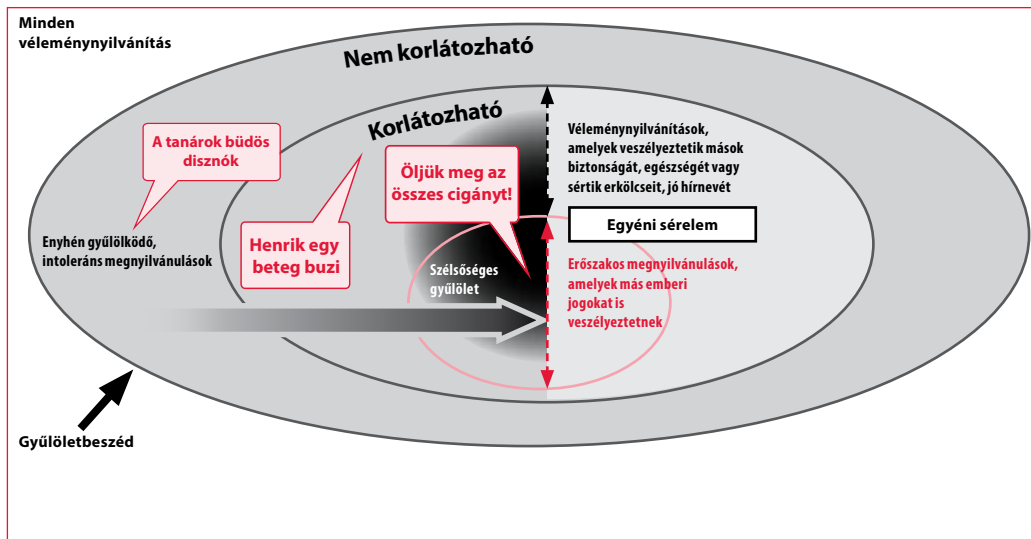 Minden
véleménynyilvánítás
Nem korlátozható
Korlátozható
A tanárok büdös
disznók
Öljük meg az
összes cigányt!
Véleménynyilvánítások,
amelyek veszélyeztetik mások
biztonságát, egészségét vagy
sértik erkölcseit, jó hírnevét
Egyéni sérelem
Enyhén gyűlölködő,
intoleráns megnyilvánulások
Henrik egy
beteg buzi
Szélsőséges
gyűlölet
Erőszakos megnyilvánulások,
amelyek más emberi
jogokat is
veszélyeztetnek
Gyűlöletbeszéd